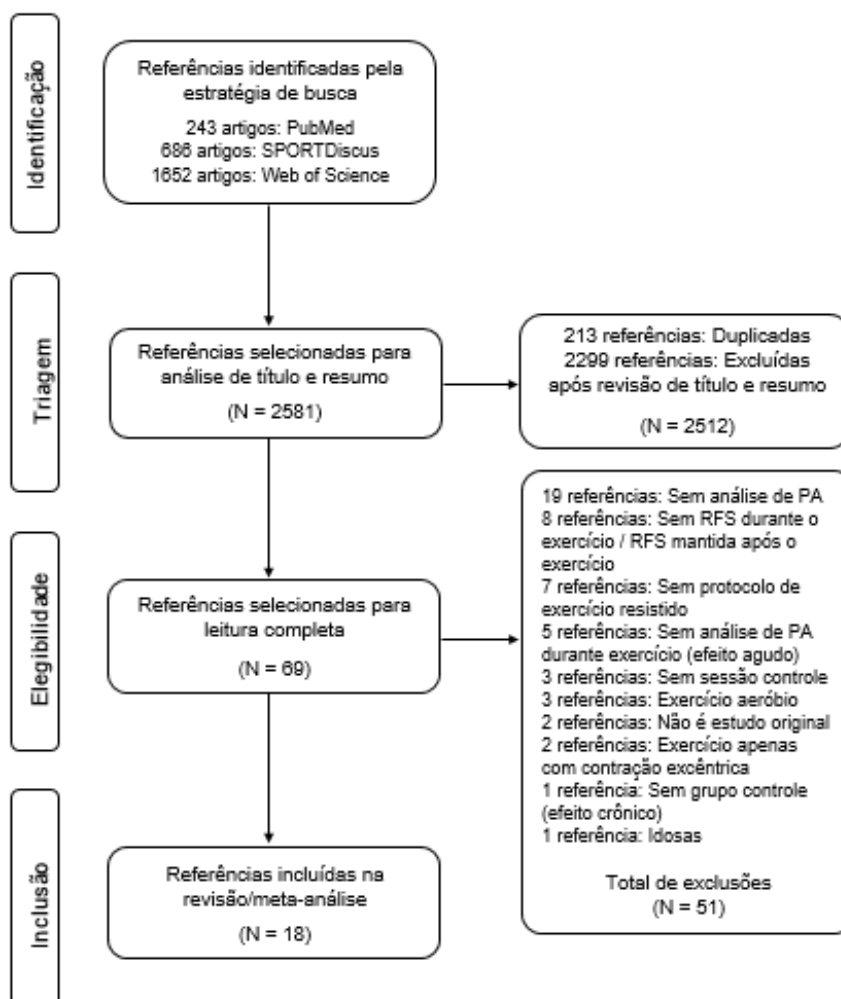 Identificação
Referências identificadas pela
estratégia de busca
243 artigos: PubMed
686 artigos: SPORTDiscus
1652 artigos: Web of Science
Triagem
Referências selecionadas para
análise de título e resumo
(N = 2581)
213 referências: Duplicadas
2299 referências: Excluídas
após revisão de título e resumo
(N = 2512)
Elegibilidade
Referências selecionadas para
leitura completa
(N = 69)
19 referências: Sem análise de PA
8 referências: Sem RFS durante o
exercício / RFS mantida após o
exercício
7 referências: Sem protocolo de
exercício resistido
5 referências: Sem análise de PA
durante exercício (efeito agudo)
3 referências: Sem sessão controle
3 referências: Exercício aeróbio
2 referências: Não é estudo original
2 referências: Exercício apenas
com contração excêntrica
1 referência: Sem grupo controle
(efeito crônico)
1 referência: Idosas
Total de exclusões
(N = 51)
Inclusão
Referências incluídas na
revisão/meta-análise
(N = 18)